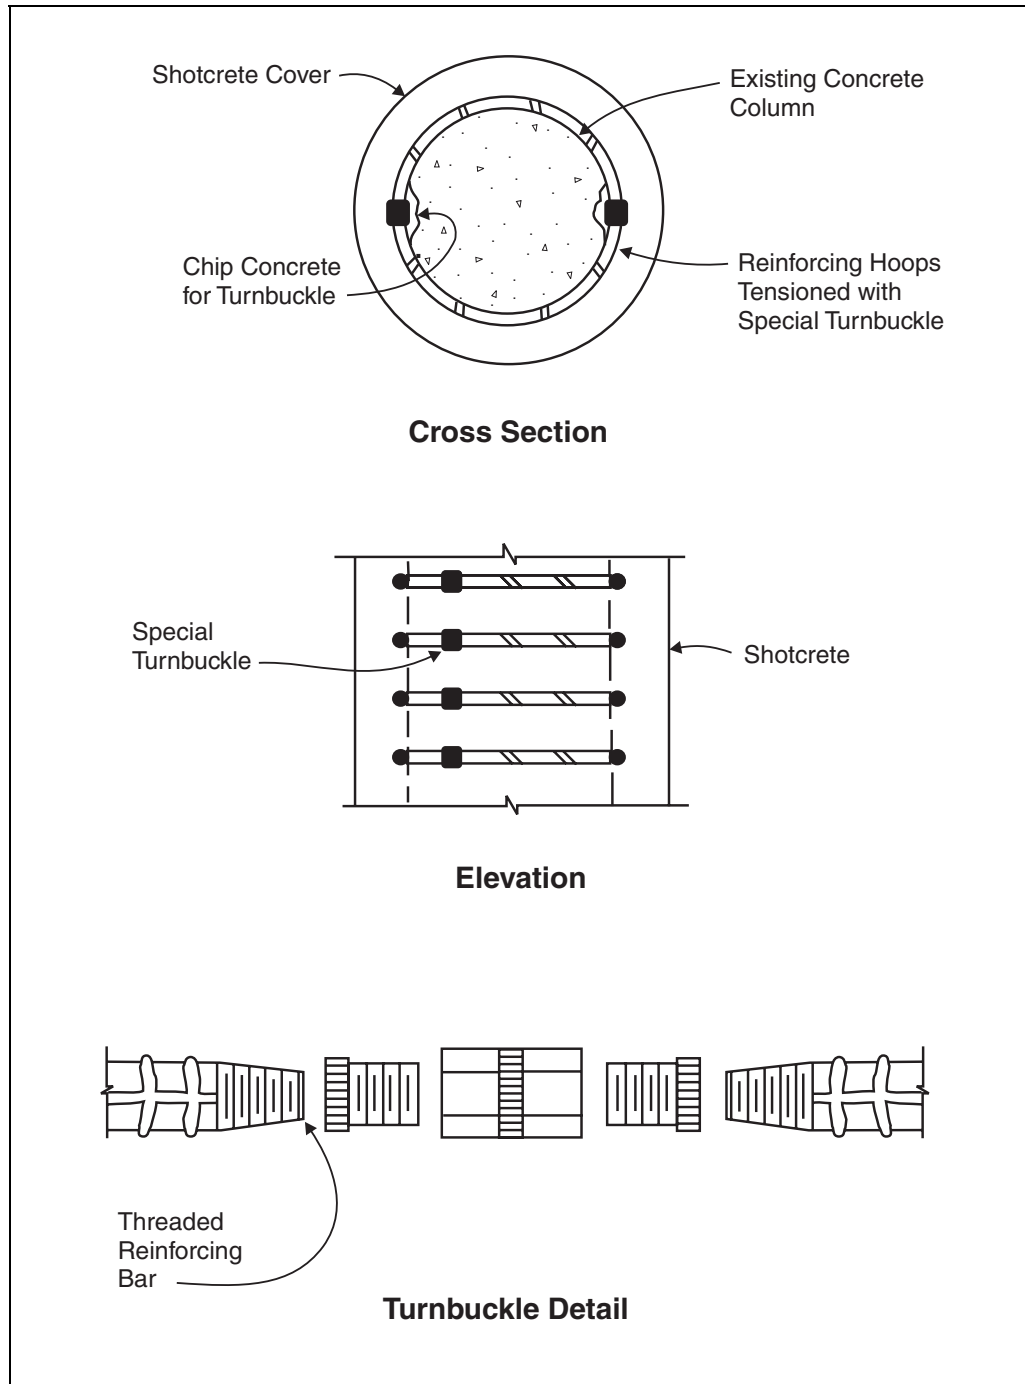 Shotcrete Cover
Existing Concrete
Column
Chip Concrete
for Turnbuckle
Reinforcing Hoops
Tensioned with
Special Turnbuckle
Cross Section
Special
Turnbuckle
Shotcrete
Elevation
Threaded
Reinforcing
Bar
Turnbuckle Detail